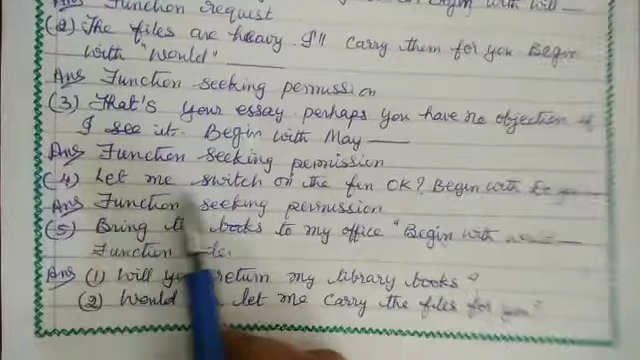 Ans Function request
(2) The files are heavy. I'll carry them for you Begin
with "Would"
Ans Function seeking permission
(3) That's your essay perhaps you have no objection if
I see it. Begin with May
Ans Function seeking permission
(4) Let me switch on the fan OK? Begin with
Ans Function seeking permission
(5) Bring books to my office "Begin with
Function
Ans (1) Will you return my library books?
(2) Would let me carry the files for you"